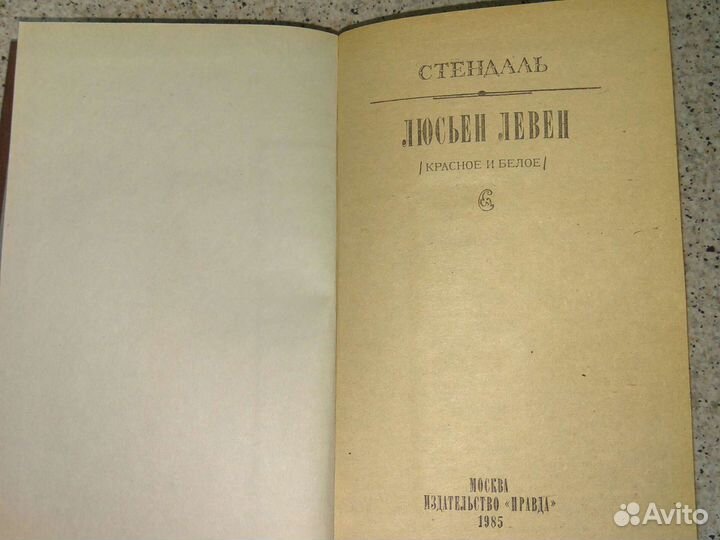 СТЕНДАЛЬ
ЛЮСЬЕН ЛЕВЕН
/КРАСНОЕ И БЕЛОЕ/
МОСКВА
ИЗДАТЕЛЬСТВО «ПРАВДА»
1985
Avito